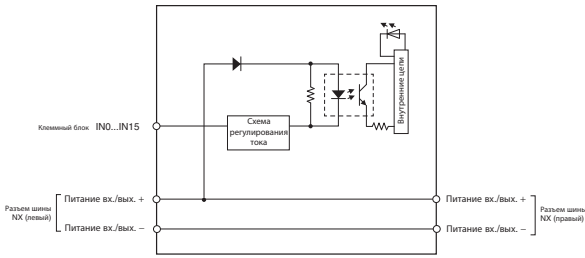 Внутренние цепи
Схема
регулирования
тока
Клеммный блок IN0...IN15
Питание вх./вых. +
Питание вх./вых. +
Разъем шины
NX (левый)
Разъем шины
NX (правый)
Питание вх./вых. –
Питание вх./вых. –